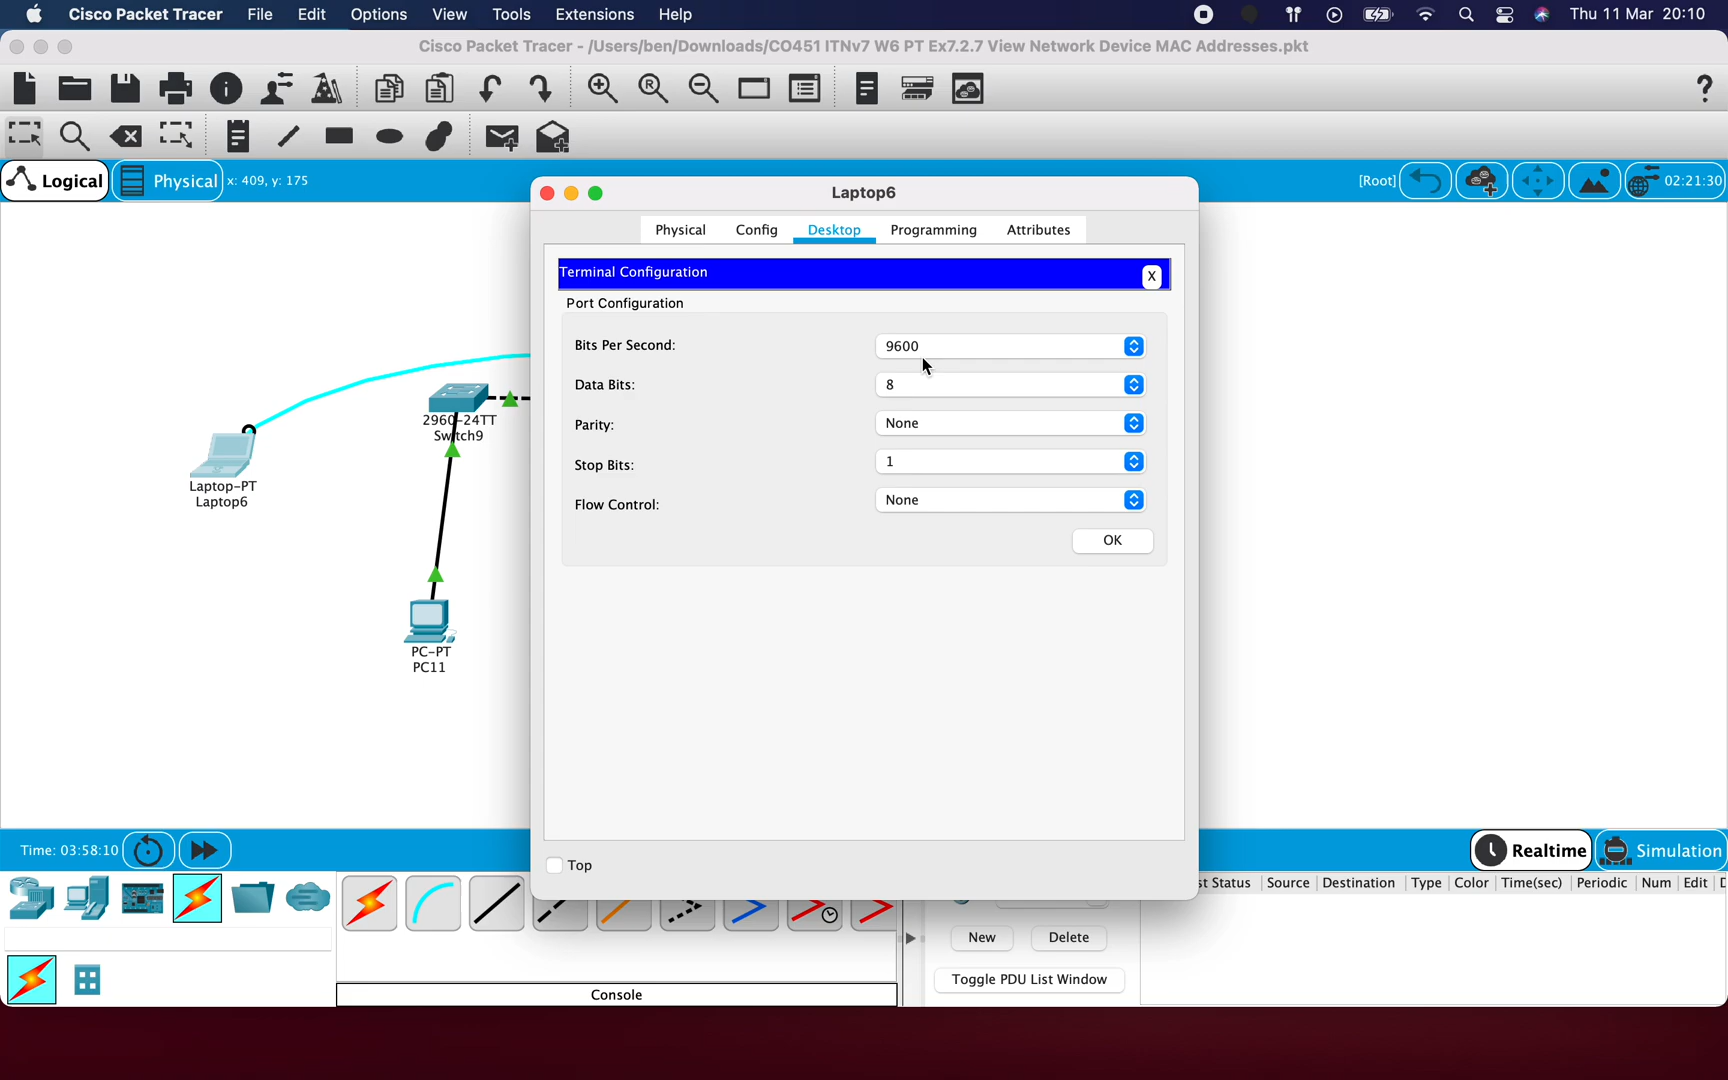 Cisco Packet Tracer File Edit Options View Tools Extensions Help Thu 11 Mar 20:10
Cisco Packet Tracer - /Users/ben/Downloads/CO451 ITNv7 W6 PT Ex7.2.7 View Network Device MAC Addresses.pkt
R
?
Logical Physical x: 409, y: 175 [Root] 02:21:30
Laptop6
Physical Config Desktop Programming Attributes
Terminal Configuration X
Port Configuration
Bits Per Second: 9600
Data Bits: 8
Parity: None
Stop Bits: 1
Flow Control: None
OK
2960-24TT
Switch9
Laptop-PT
Laptop6
PC-PT
PC11
Top
Time: 03:58:10 Realtime Simulation
st Status Source Destination Type Color Time(sec) Periodic Num Edit
New Delete
Toggle PDU List Window
Console